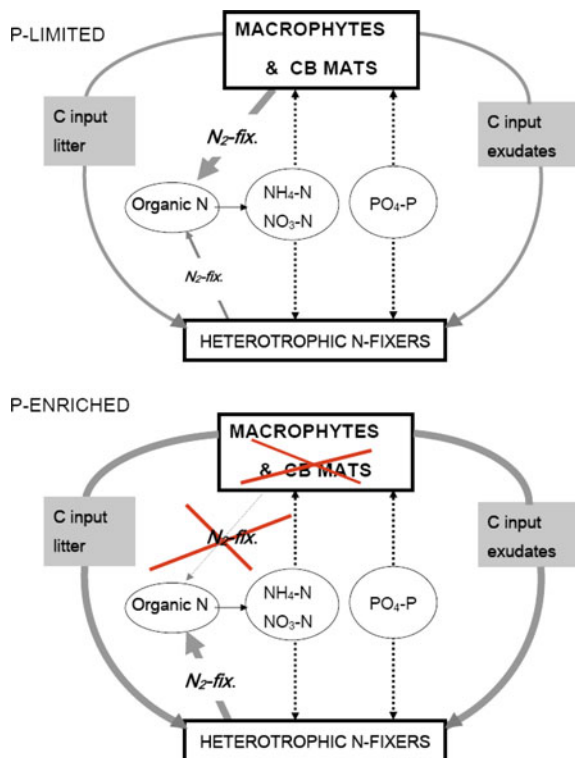 P-LIMITED
MACROPHYTES
& CB MATS
C input
litter
C input
exudates
N₂-fix.
Organic N
NH₄-N
NO₃-N
PO₄-P
N₂-fix.
HETEROTROPHIC N-FIXERS
P-ENRICHED
MACROPHYTES
& CB MATS
C input
litter
C input
exudates
N₂-fix.
Organic N
NH₄-N
NO₃-N
PO₄-P
N₂-fix.
HETEROTROPHIC N-FIXERS